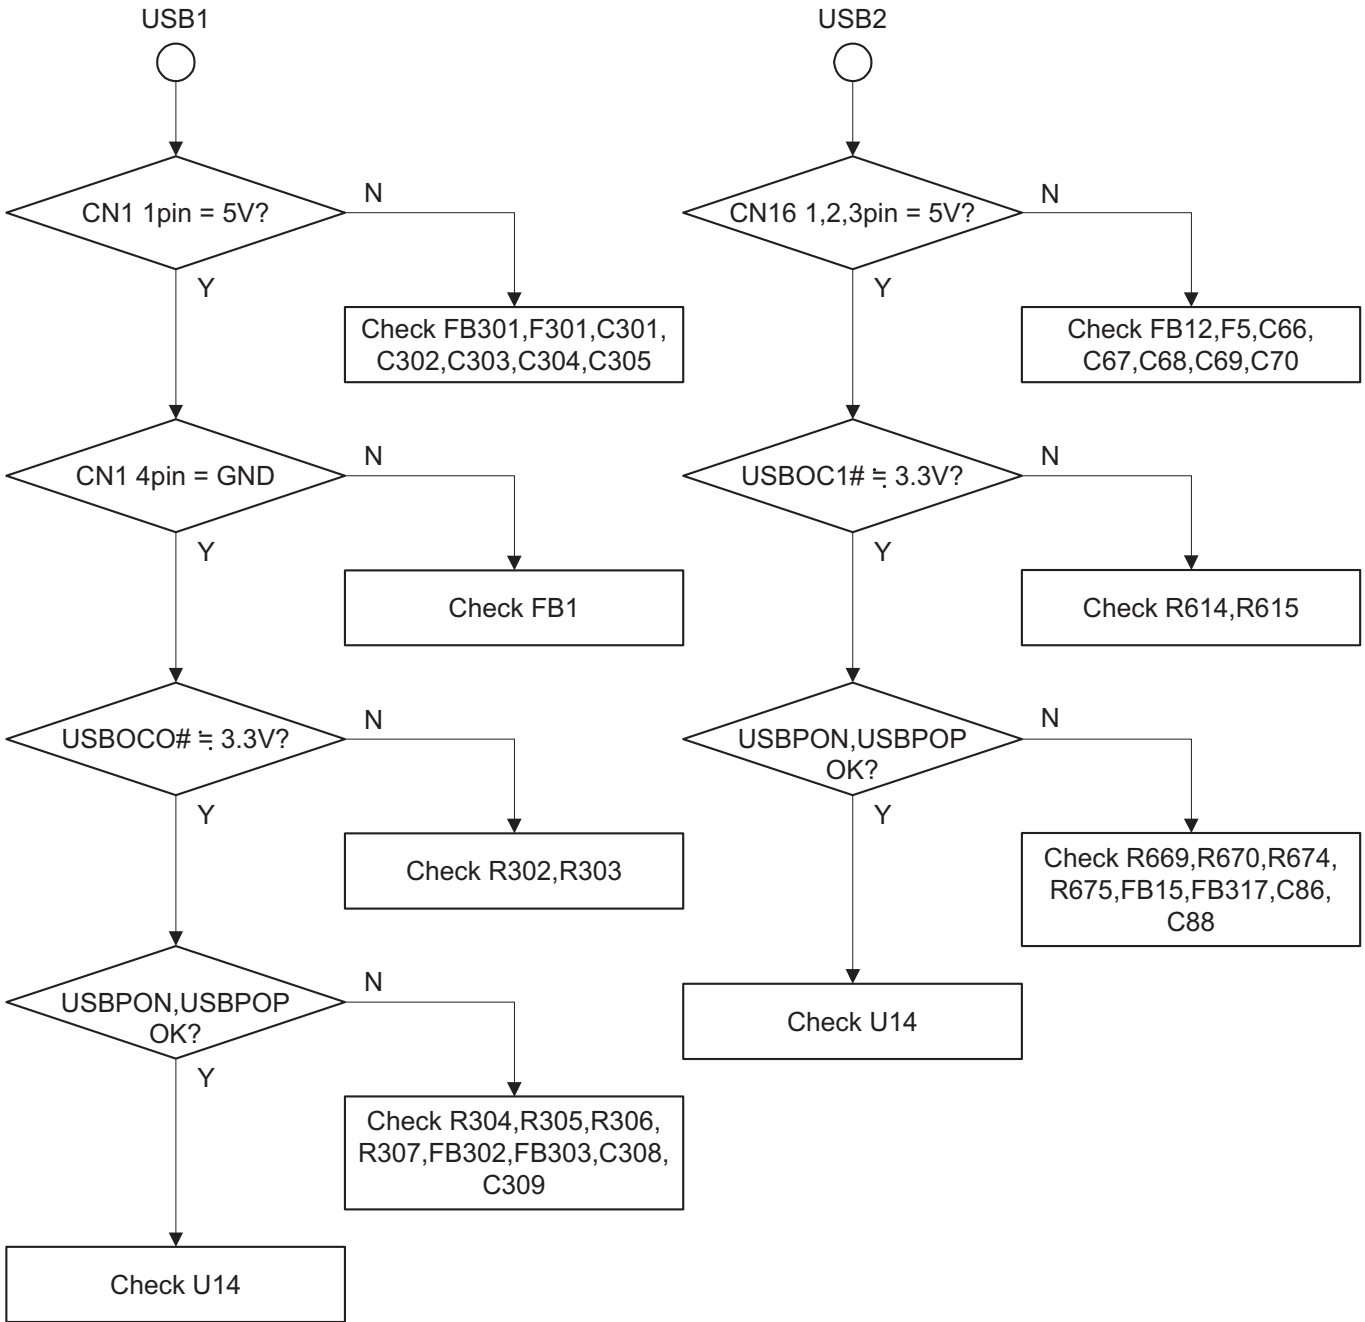 USB1
CN1 1pin = 5V?
N
Y
Check FB301,F301,C301,
C302,C303,C304,C305
CN1 4pin = GND
N
Y
Check FB1
USBOCO# ≒ 3.3V?
N
Y
Check R302,R303
USBPON,USBPOP
OK?
N
Y
Check R304,R305,R306,
R307,FB302,FB303,C308,
C309
Check U14
USB2
CN16 1,2,3pin = 5V?
N
Y
Check FB12,F5,C66,
C67,C68,C69,C70
USBOC1# ≒ 3.3V?
N
Y
Check R614,R615
USBPON,USBPOP
OK?
N
Y
Check R669,R670,R674,
R675,FB15,FB317,C86,
C88
Check U14